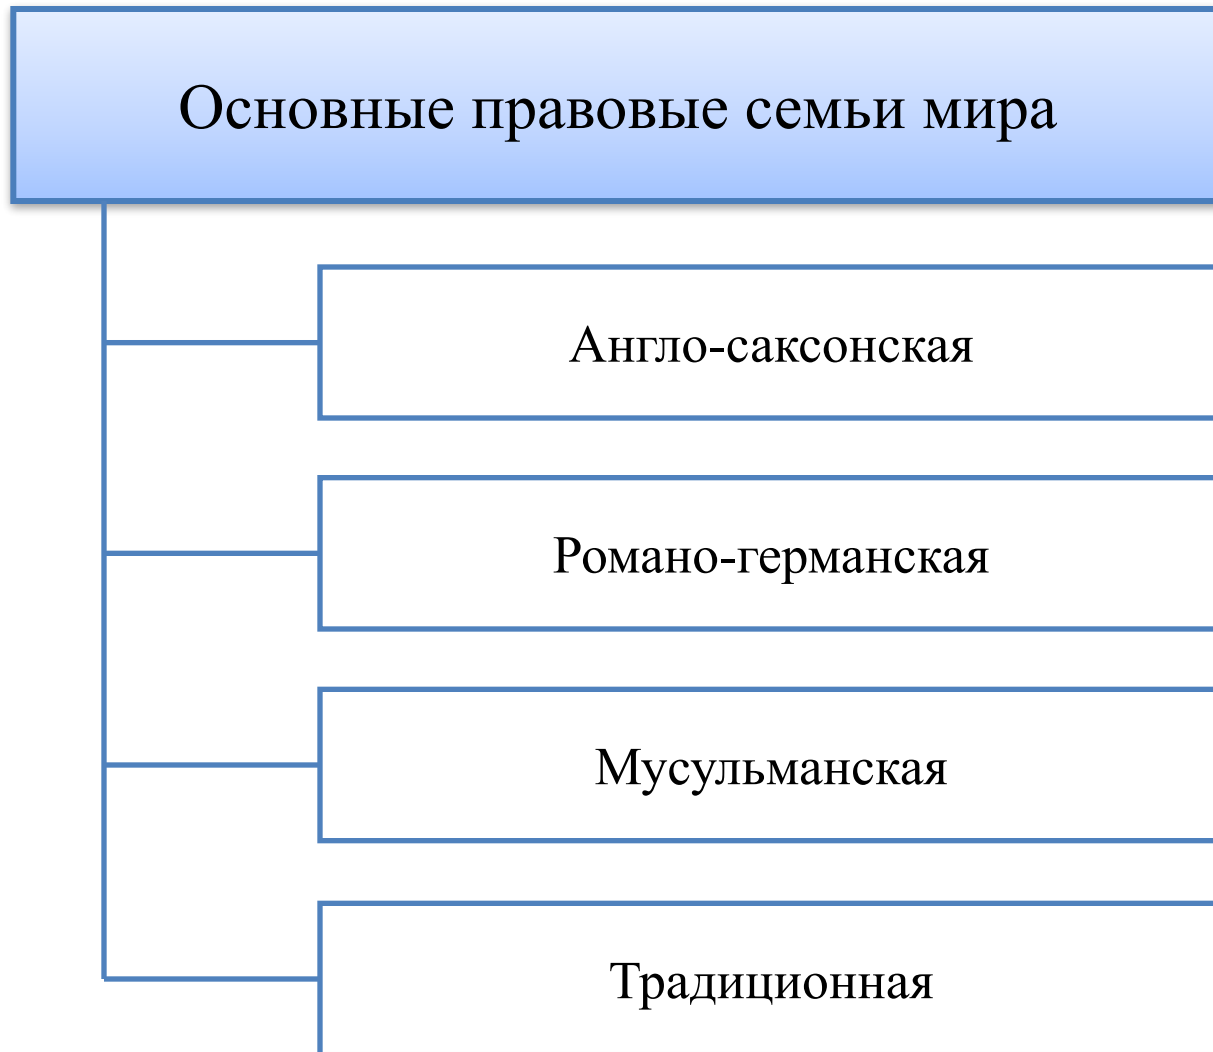 Основные правовые семьи мира
Англо-саксонская
Романо-германская
Мусульманская
Традиционная